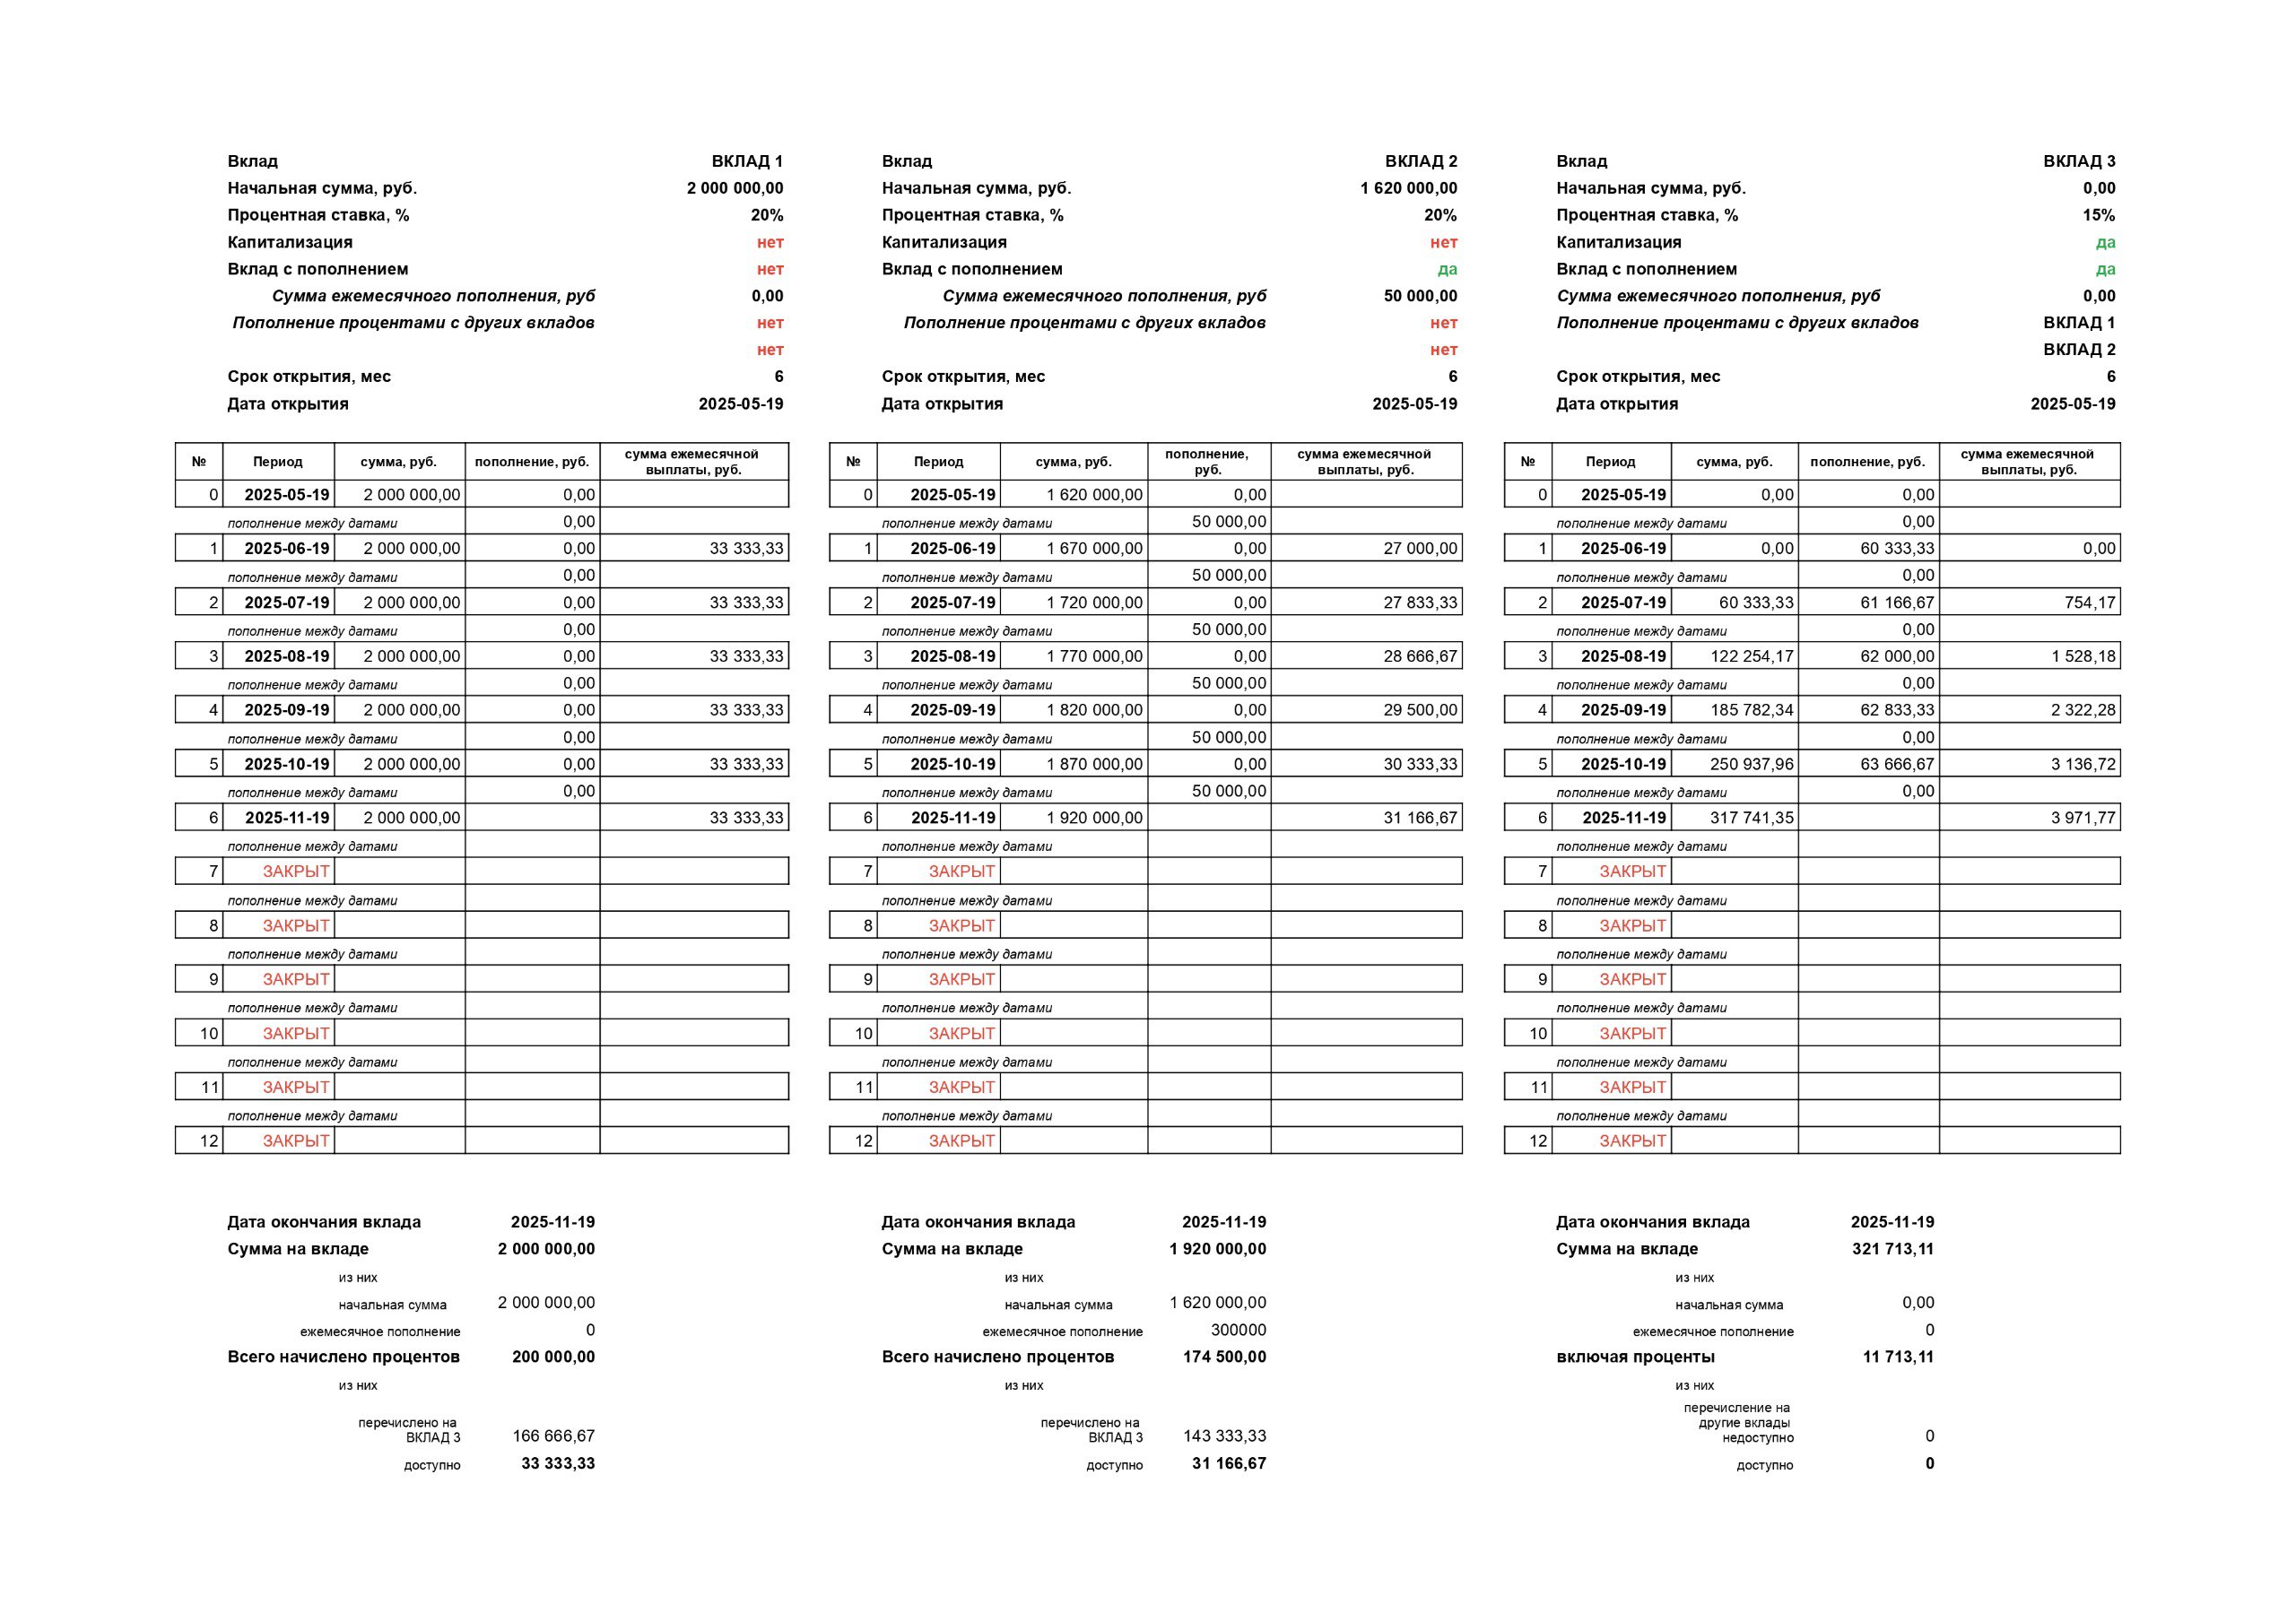 Вклад ВКЛАД 1
Начальная сумма, руб. 2 000 000,00
Процентная ставка, % 20%
Капитализация нет
Вклад с пополнением нет
Сумма ежемесячного пополнения, руб 0,00
Пополнение процентами с других вкладов нет
нет
Срок открытия, мес 6
Дата открытия 2025-05-19
№ Период сумма, руб. пополнение, руб. сумма ежемесячной выплаты, руб.
0 2025-05-19 2 000 000,00 0,00
пополнение между датами 0,00
1 2025-06-19 2 000 000,00 0,00 33 333,33
пополнение между датами 0,00
2 2025-07-19 2 000 000,00 0,00 33 333,33
пополнение между датами 0,00
3 2025-08-19 2 000 000,00 0,00 33 333,33
пополнение между датами 0,00
4 2025-09-19 2 000 000,00 0,00 33 333,33
пополнение между датами 0,00
5 2025-10-19 2 000 000,00 0,00 33 333,33
пополнение между датами 0,00
6 2025-11-19 2 000 000,00 33 333,33
пополнение между датами
7 ЗАКРЫТ
пополнение между датами
8 ЗАКРЫТ
пополнение между датами
9 ЗАКРЫТ
пополнение между датами
10 ЗАКРЫТ
пополнение между датами
11 ЗАКРЫТ
пополнение между датами
12 ЗАКРЫТ
Дата окончания вклада 2025-11-19
Сумма на вкладе 2 000 000,00
из них
начальная сумма 2 000 000,00
ежемесячное пополнение 0
Всего начислено процентов 200 000,00
из них
перечислено на
ВКЛАД 3 166 666,67
доступно 33 333,33
Вклад ВКЛАД 2
Начальная сумма, руб. 1 620 000,00
Процентная ставка, % 20%
Капитализация нет
Вклад с пополнением да
Сумма ежемесячного пополнения, руб 50 000,00
Пополнение процентами с других вкладов нет
нет
Срок открытия, мес 6
Дата открытия 2025-05-19
№ Период сумма, руб. пополнение, руб. сумма ежемесячной выплаты, руб.
0 2025-05-19 1 620 000,00 0,00
пополнение между датами 50 000,00
1 2025-06-19 1 670 000,00 0,00 27 000,00
пополнение между датами 50 000,00
2 2025-07-19 1 720 000,00 0,00 27 833,33
пополнение между датами 50 000,00
3 2025-08-19 1 770 000,00 0,00 28 666,67
пополнение между датами 50 000,00
4 2025-09-19 1 820 000,00 0,00 29 500,00
пополнение между датами 50 000,00
5 2025-10-19 1 870 000,00 0,00 30 333,33
пополнение между датами 50 000,00
6 2025-11-19 1 920 000,00 31 166,67
пополнение между датами
7 ЗАКРЫТ
пополнение между датами
8 ЗАКРЫТ
пополнение между датами
9 ЗАКРЫТ
пополнение между датами
10 ЗАКРЫТ
пополнение между датами
11 ЗАКРЫТ
пополнение между датами
12 ЗАКРЫТ
Дата окончания вклада 2025-11-19
Сумма на вкладе 1 920 000,00
из них
начальная сумма 1 620 000,00
ежемесячное пополнение 300000
Всего начислено процентов 174 500,00
из них
перечислено на
ВКЛАД 3 143 333,33
доступно 31 166,67
Вклад ВКЛАД 3
Начальная сумма, руб. 0,00
Процентная ставка, % 15%
Капитализация да
Вклад с пополнением да
Сумма ежемесячного пополнения, руб 0,00
Пополнение процентами с других вкладов ВКЛАД 1
ВКЛАД 2
Срок открытия, мес 6
Дата открытия 2025-05-19
№ Период сумма, руб. пополнение, руб. сумма ежемесячной выплаты, руб.
0 2025-05-19 0,00 0,00
пополнение между датами 0,00
1 2025-06-19 0,00 60 333,33 0,00
пополнение между датами 0,00
2 2025-07-19 60 333,33 61 166,67 754,17
пополнение между датами 0,00
3 2025-08-19 122 254,17 62 000,00 1 528,18
пополнение между датами 0,00
4 2025-09-19 185 782,34 62 833,33 2 322,28
пополнение между датами 0,00
5 2025-10-19 250 937,96 63 666,67 3 136,72
пополнение между датами 0,00
6 2025-11-19 317 741,35 3 971,77
пополнение между датами
7 ЗАКРЫТ
пополнение между датами
8 ЗАКРЫТ
пополнение между датами
9 ЗАКРЫТ
пополнение между датами
10 ЗАКРЫТ
пополнение между датами
11 ЗАКРЫТ
пополнение между датами
12 ЗАКРЫТ
Дата окончания вклада 2025-11-19
Сумма на вкладе 321 713,11
из них
начальная сумма 0,00
ежемесячное пополнение 0
включая проценты 11 713,11
из них
перечисление на
другие вклады
недоступно 0
доступно 0